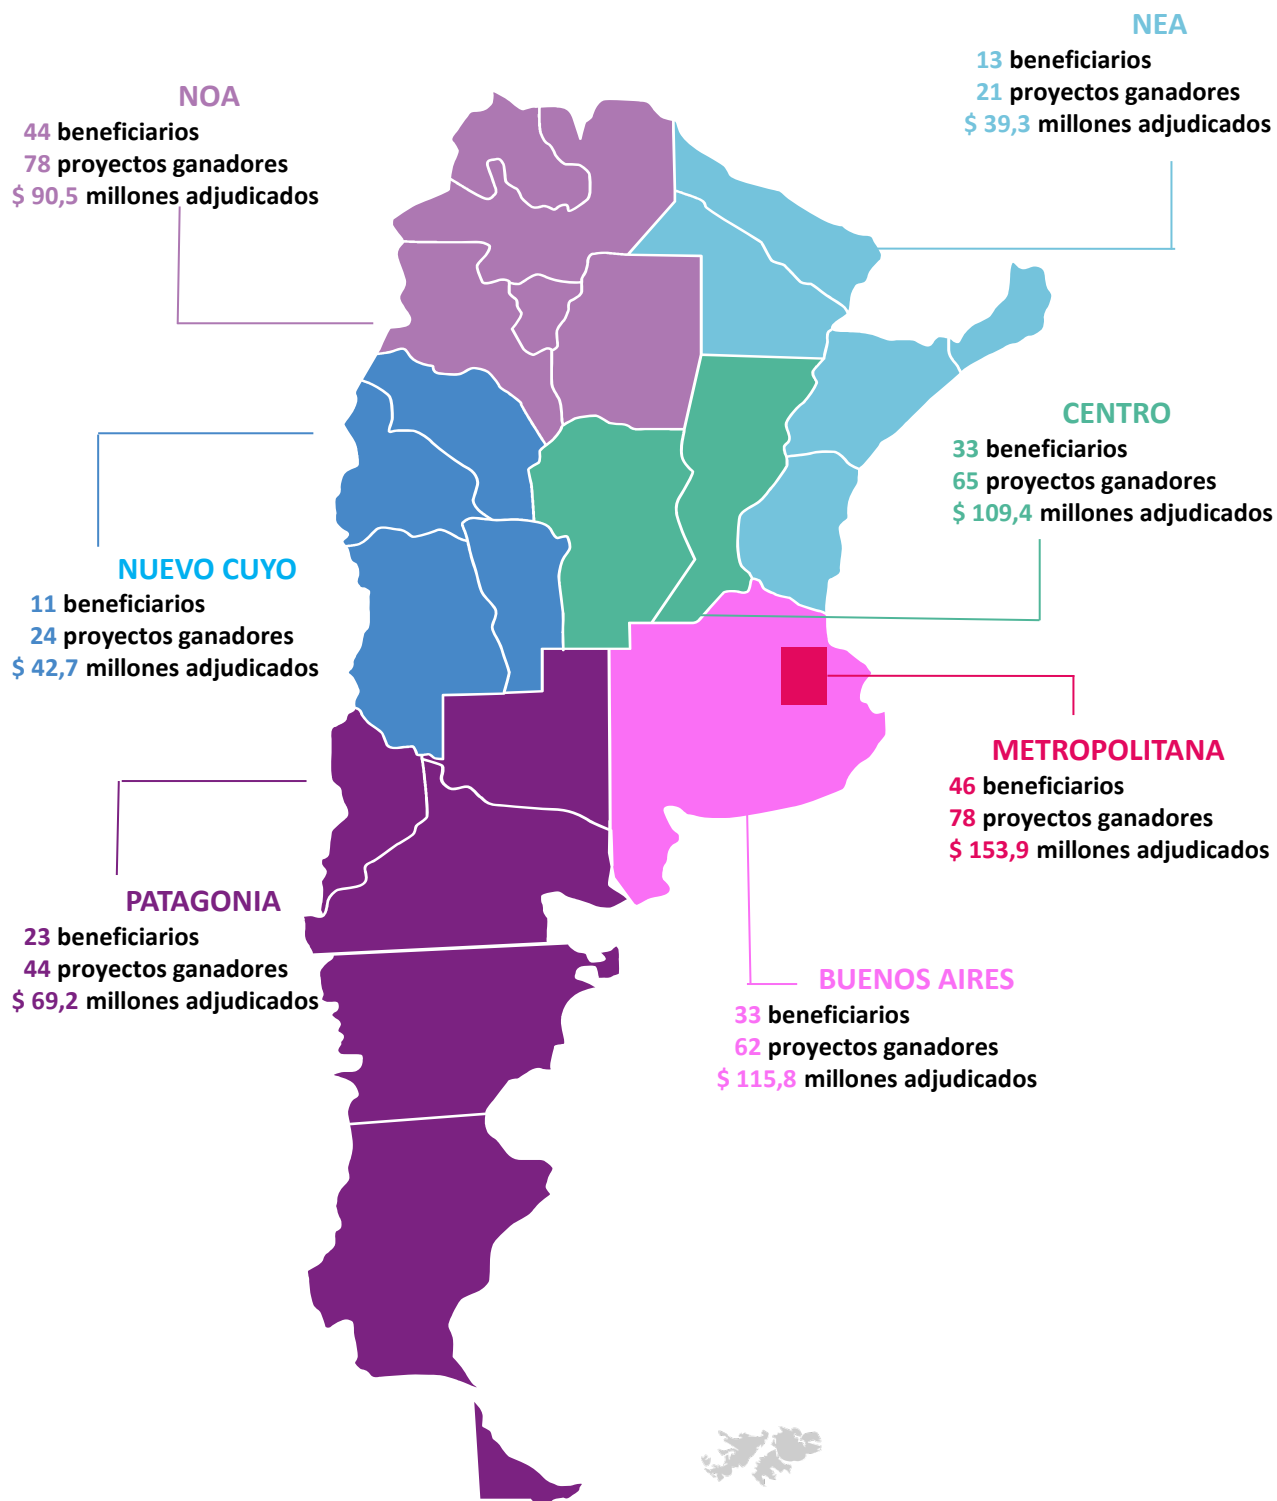 NEA
13 beneficiarios
21 proyectos ganadores
$ 39,3 millones adjudicados
NOA
44 beneficiarios
78 proyectos ganadores
$ 90,5 millones adjudicados
CENTRO
33 beneficiarios
65 proyectos ganadores
$ 109,4 millones adjudicados
NUEVO CUYO
11 beneficiarios
24 proyectos ganadores
$ 42,7 millones adjudicados
METROPOLITANA
46 beneficiarios
78 proyectos ganadores
$ 153,9 millones adjudicados
PATAGONIA
23 beneficiarios
44 proyectos ganadores
$ 69,2 millones adjudicados
BUENOS AIRES
33 beneficiarios
62 proyectos ganadores
$ 115,8 millones adjudicados